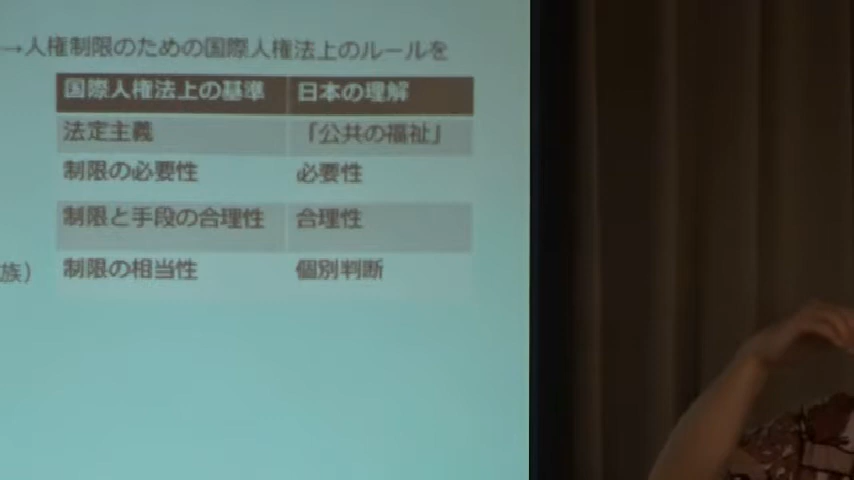 →人権制限のための国際人権法上のルールを
国際人権法上の基準 日本の理解
法定主義 「公共の福祉」
制限の必要性 必要性
制限と手段の合理性 合理性
族） 制限の相当性 個別判断